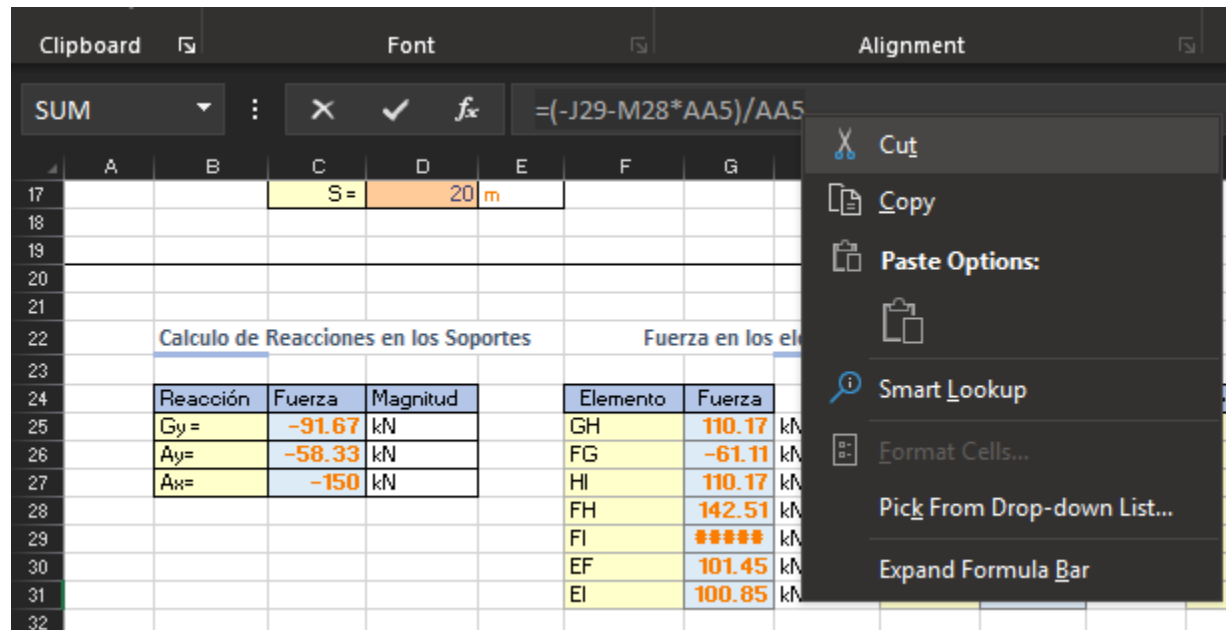 Clipboard Font Alignment
SUM =(-J29-M28*AA5)/AA5
fx
A B C D E F G
17 S= 20 m
18
19
20
21
22 Calculo de Reacciones en los Soportes Fuerza en los
23
24 Reacción Fuerza Magnitud Elemento Fuerza
25 Gy = -91.67 kN GH 110.17
26 Ay= -58.33 kN FG -61.11
27 Ax= -150 kN HI 110.17
28 FH 142.51
29 FI #####
30 EF 101.45
31 EI 100.85
32
Cut
Copy
Paste Options:
Smart Lookup
Format Cells...
Pick From Drop-down List...
Expand Formula Bar